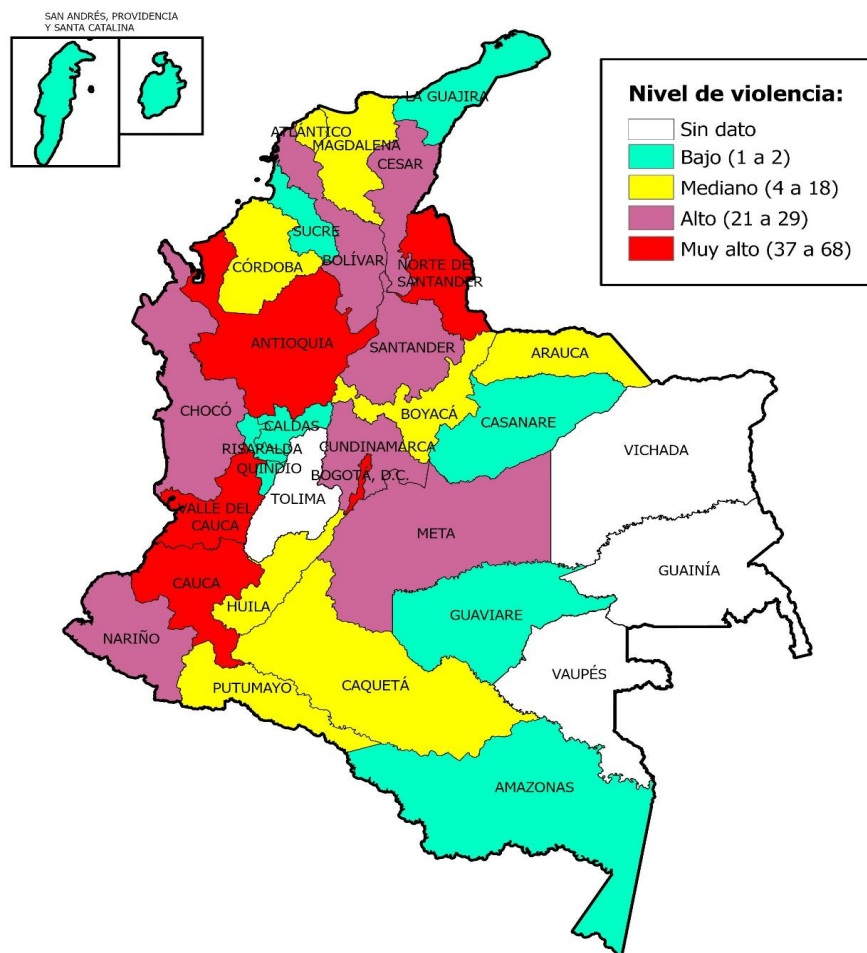 SAN ANDRÉS, PROVIDENCIA
Y SANTA CATALINA
Nivel de violencia:
Sin dato
Bajo (1 a 2)
Mediano (4 a 18)
Alto (21 a 29)
Muy alto (37 a 68)
LA GUAJIRA
ATLÁNTICO
MAGDALENA
CESAR
SUCRE
BOLÍVAR
NORTE DE
SANTANDER
CÓRDOBA
ANTIOQUIA
SANTANDER
ARAUCA
CHOCÓ
BOYACÁ
CASANARE
CALDAS
RISARALDA
CUNDINAMARCA
VICHADA
QUINDIO
BOGOTÁ, D.C.
TOLIMA
VALLE DEL
CAUCA
META
GUAINÍA
CAUCA
HUILA
GUAVIARE
NARIÑO
VAUPÉS
PUTUMAYO
CAQUETÁ
AMAZONAS